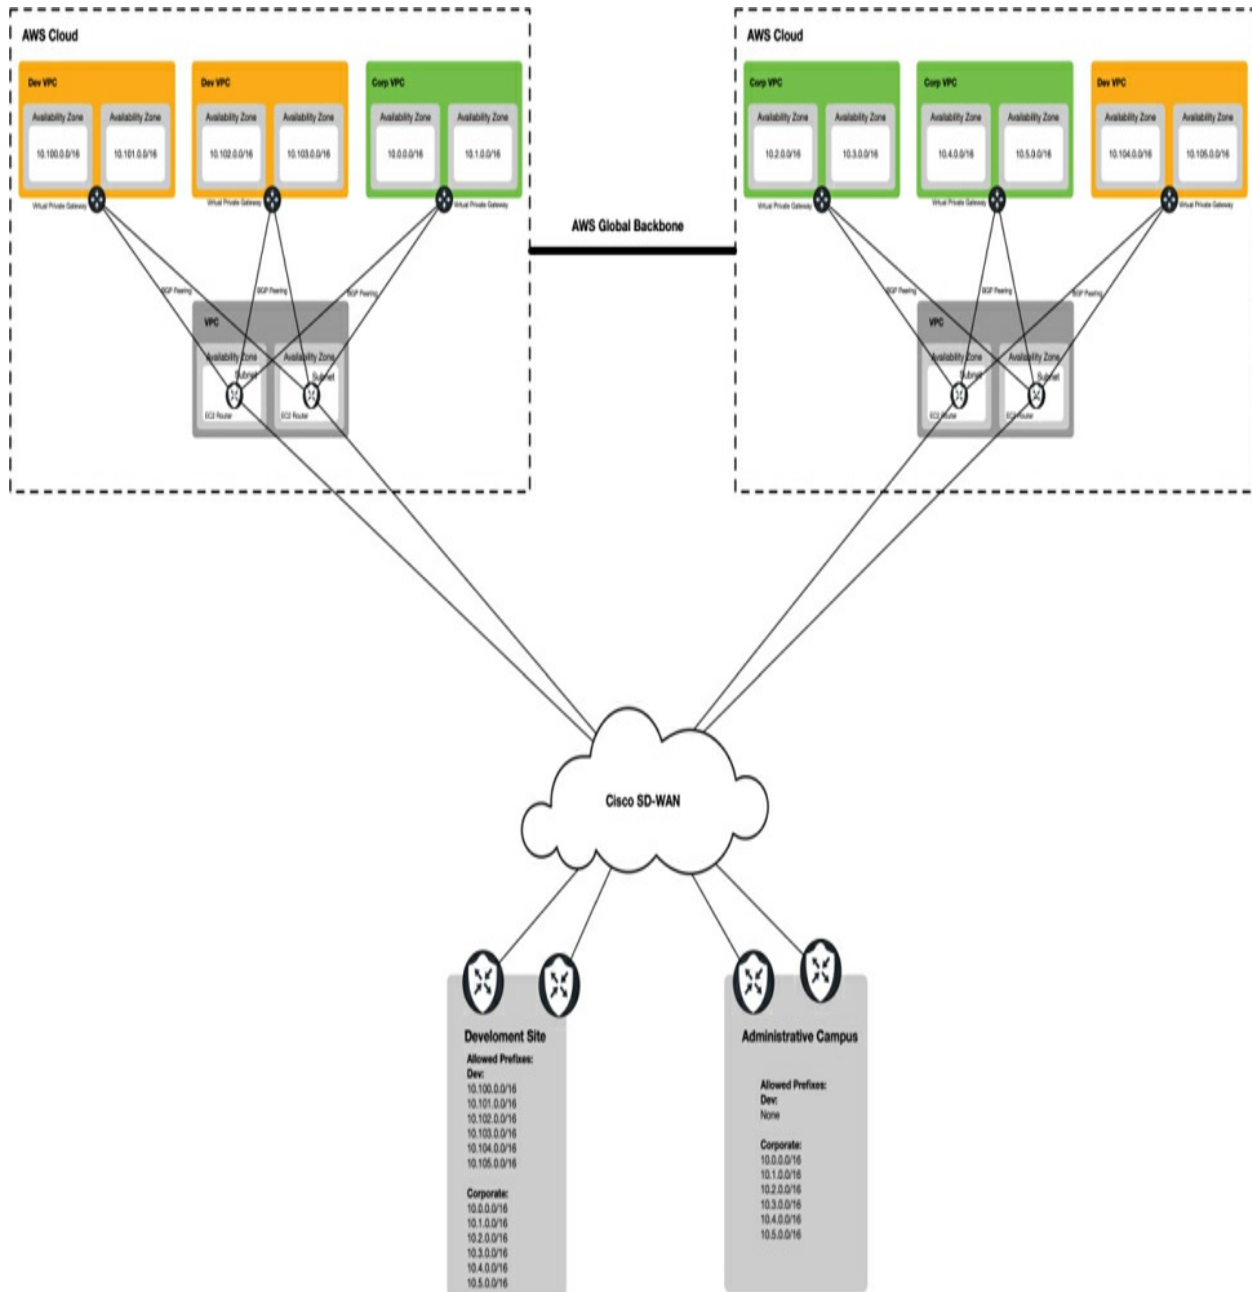 AWS Cloud
Dev VPC
Availability Zone
10.100.0.0/16
Availability Zone
10.101.0.0/16
Virtual Private Gateway
Dev VPC
Availability Zone
10.102.0.0/16
Availability Zone
10.103.0.0/16
Virtual Private Gateway
Corp VPC
Availability Zone
10.0.0.0/16
Availability Zone
10.1.0.0/16
Virtual Private Gateway
BGP Peering
BGP Peering
BGP Peering
VPC
Availability Zone
Subnet
EC2 Router
Availability Zone
Subnet
EC2 Router
AWS Global Backbone
AWS Cloud
Corp VPC
Availability Zone
10.2.0.0/16
Availability Zone
10.3.0.0/16
Virtual Private Gateway
Corp VPC
Availability Zone
10.4.0.0/16
Availability Zone
10.5.0.0/16
Virtual Private Gateway
Dev VPC
Availability Zone
10.104.0.0/16
Availability Zone
10.105.0.0/16
Virtual Private Gateway
BGP Peering
BGP Peering
BGP Peering
VPC
Availability Zone
Subnet
EC2 Router
Availability Zone
Subnet
EC2 Router
Cisco SD-WAN
Develoment Site
Allowed Prefixes:
Dev:
10.100.0.0/16
10.101.0.0/16
10.102.0.0/16
10.103.0.0/16
10.104.0.0/16
10.105.0.0/16
Corporate:
10.0.0.0/16
10.1.0.0/16
10.2.0.0/16
10.3.0.0/16
10.4.0.0/16
10.5.0.0/16
Administrative Campus
Allowed Prefixes:
Dev:
None
Corporate:
10.0.0.0/16
10.1.0.0/16
10.2.0.0/16
10.3.0.0/16
10.4.0.0/16
10.5.0.0/16